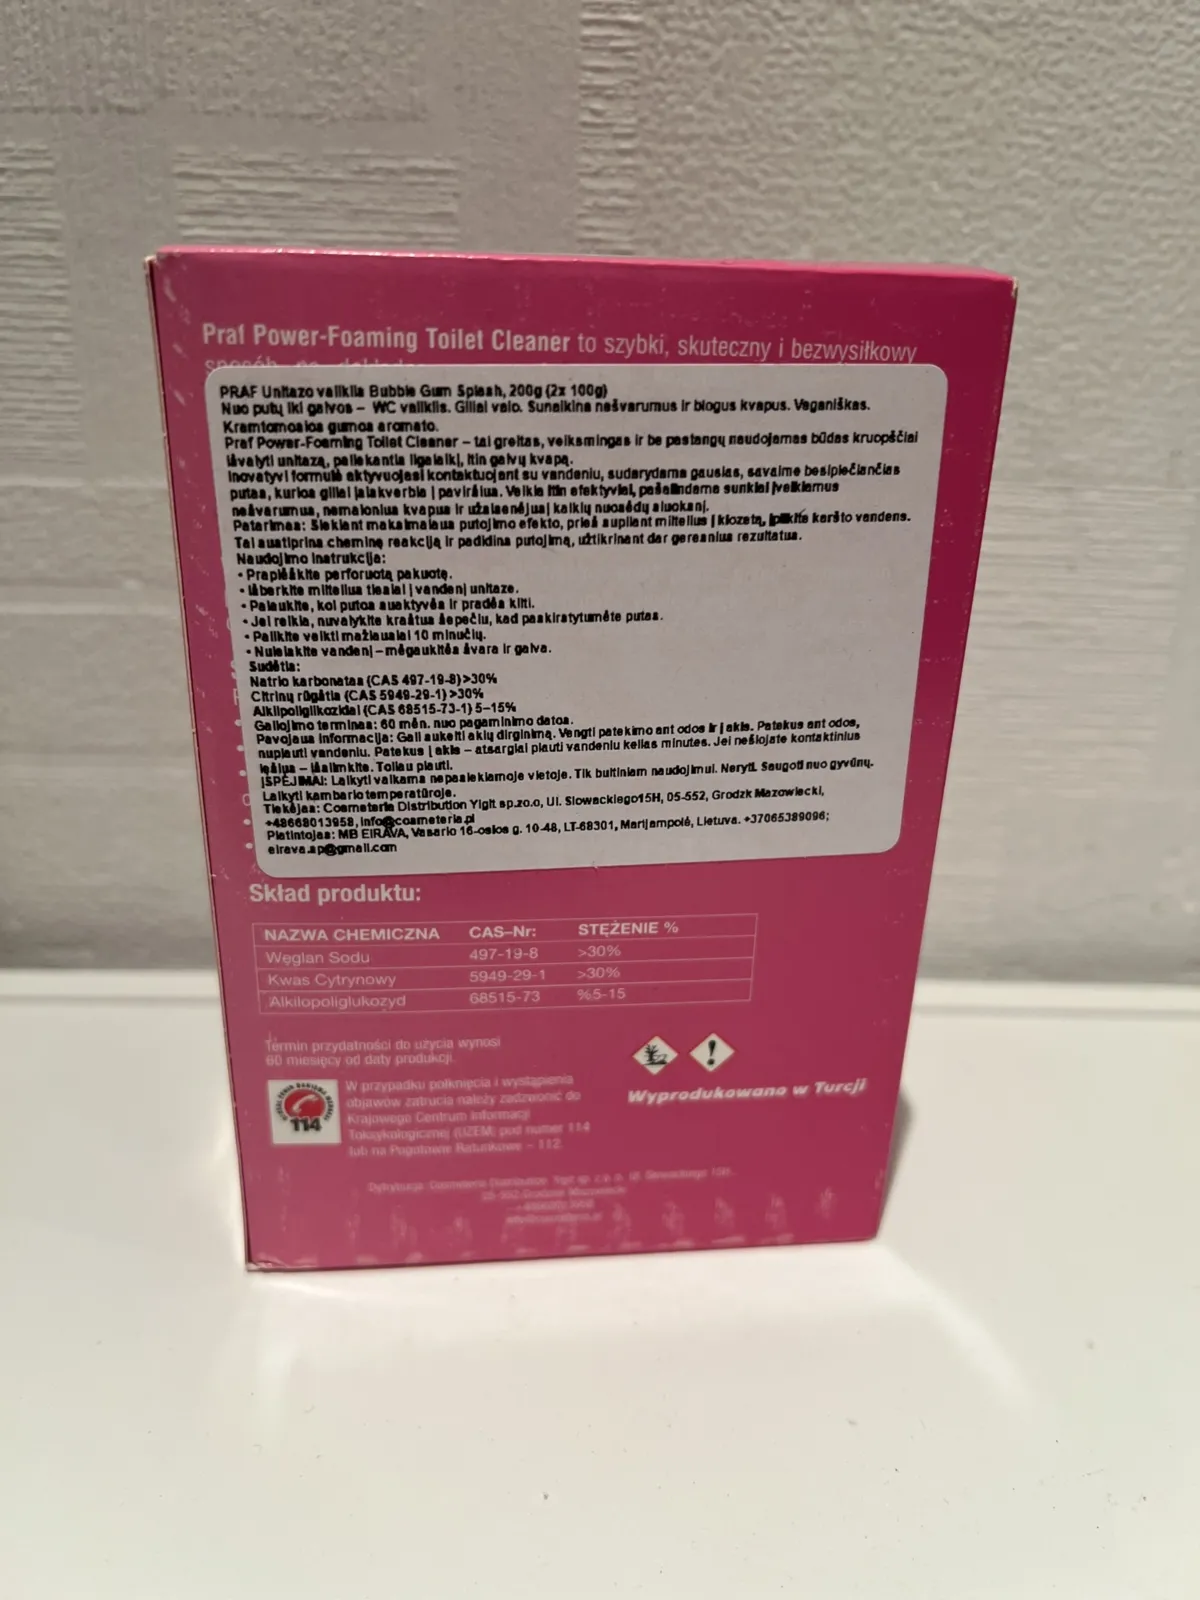 Praf Power-Foaming Toilet Cleaner to szybki, skuteczny i bezwysiłkowy
PRAF Unitazo valiklis Bubble Gum Splash, 200g (2x 100g)
Nuo putų iki galvos – WC valiklis. Giliai valo. Sunaikina nešvarumus ir blogus kvapus. Veganiškas.
Kramtomosios gumos aromato.
Praf Power-Foaming Toilet Cleaner – tai greitas, veiksmingas ir be pastangų naudojamas būdas kruopščiai
išvalyti unitazą, paliekantis ilgalaikį, itin gaivų kvapą.
Inovatyvi formulė aktyvuojasi kontaktuojant su vandeniu, sudarydama gausias, savaime besiplečiančias
putas, kurios giliai įsiskverbia į paviršius. Veikia itin efektyviai, pašalindama sunkiai įveikiamus
nešvarumus, nemalonius kvapus ir užsisenėjusį kalkių nuosėdų sluoksnį.
Patarimas: Siekiant maksimalaus putojimo efekto, prieš supilant miltelius į klozetą, įpilkite karšto vandens.
Tai sustiprina cheminę reakciją ir padidina putojimą, užtikrinant dar geresnius rezultatus.
Naudojimo instrukcija:
• Praplėškite perforuotą pakuotę.
• Išberkite miltelius tiesiai į vandenį unitaze.
• Palaukite, kol putos suaktyvės ir pradės kilti.
• Jei reikia, nuvalykite kraštus šepečiu, kad paskirstytumėte putas.
• Palikite veikti mažiausiai 10 minučių.
• Nuleiskite vandenį – mėgaukitės švara ir gaiva.
Sudėtis:
Natrio karbonatas (CAS 497-19-8)>30%
Citrinų rūgštis (CAS 5949-29-1) >30%
Alkilpoliglikozidai (CAS 68515-73-1) 5–15%
Galiojimo terminas: 60 mėn. nuo pagaminimo datos.
Pavojaus informacija: Gali sukelti akių dirginimą. Vengti patekimo ant odos ir į akis. Patekus ant odos,
nuplauti vandeniu. Patekus į akis – atsargiai plauti vandeniu kelias minutes. Jei nešiojate kontaktinius
lęšius – išsiimkite. Toliau plauti.
ĮSPĖJIMAI: Laikyti vaikams nepasiekiamoje vietoje. Tik buitiniam naudojimui. Neryti. Saugoti nuo gyvūnų.
Laikyti kambario temperatūroje.
Tiekėjas: Cosmeteria Distribution Yigit sp.zo.o, Ul. Slowackiego15H, 05-552, Grodzk Mazowiecki,
+48668013958, info@cosmeteria.pl
Platintojas: MB EIRAVA, Vasario 16-osios g. 10-48, LT-68301, Marijampolė, Lietuva. +37065389096;
eirava.sp@gmail.com
Skład produktu:
NAZWA CHEMICZNA CAS–Nr: STĘŻENIE %
Węglan Sodu 497-19-8 >30%
Kwas Cytrynowy 5949-29-1 >30%
Alkilopoliglukozyd 68515-73 %5-15
Termin przydatności do użycia wynosi
60 miesięcy od daty produkcji.
W przypadku połknięcia i wystąpienia
objawów zatrucia należy zadzwonić do
Krajowego Centrum Informacji
Toksykologicznej (UZEM) pod numer 114
lub na Pogotowie Ratunkowe – 112.
114
Wyprodukowano w Turcji